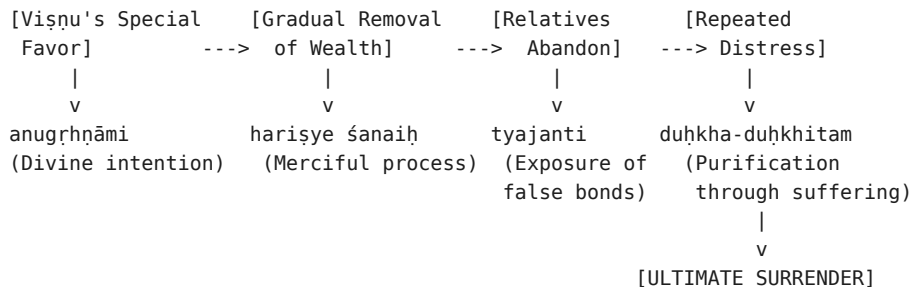 [Viṣṇu's Special [Gradual Removal [Relatives [Repeated
Favor] ---> of Wealth] ---> Abandon] ---> Distress]
| | | |
v v v v
anugṛhṇāmi hariṣye śanaiḥ tyajanti duḥkha-duḥkhitam
(Divine intention) (Merciful process) (Exposure of (Purification
false bonds) through suffering)
|
v
[ULTIMATE SURRENDER]